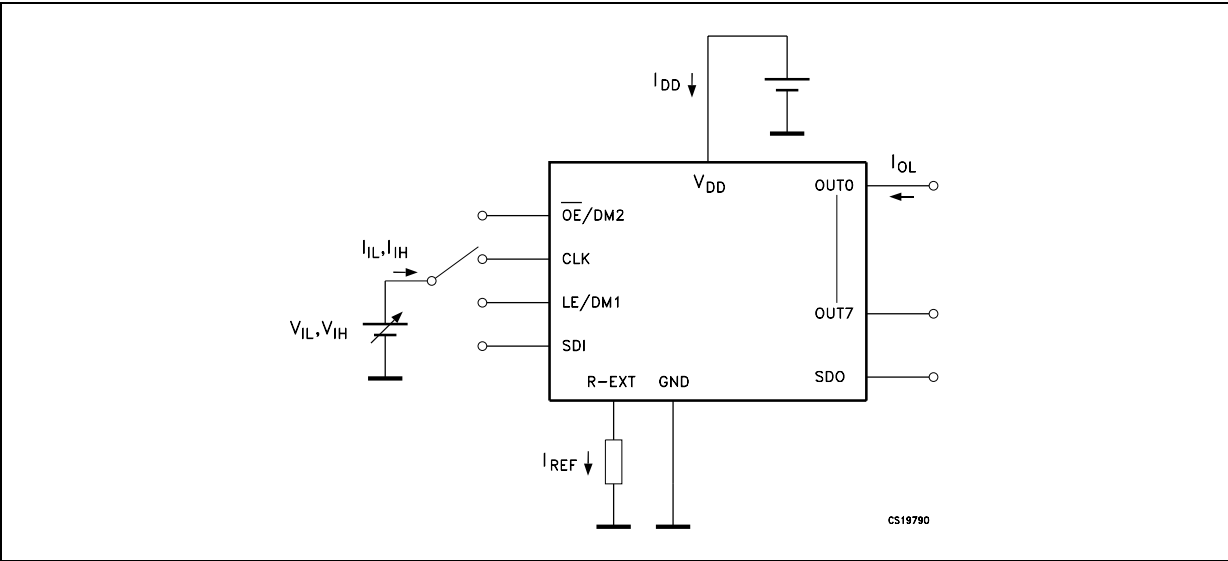 IDD
VDD
OUT0
IOL
OE/DM2
IIL,IIH
CLK
VIL,VIH
LE/DM1
OUT7
SDI
R-EXT
GND
SDO
IREF
CS19790